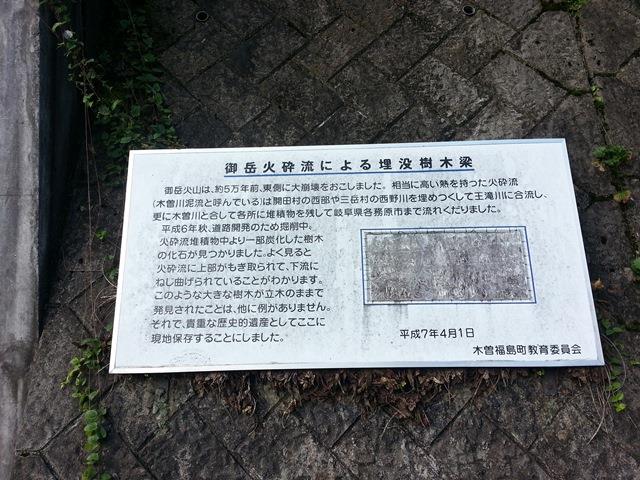 御岳火砕流による埋没樹木梁
御岳火山は、約5万年前、東側に大崩壊をおこしました。相当に高い熱を持った火砕流
(木曽川泥流と呼んでいる)は開田村の西部や三岳村の西野川を埋めつくして王滝川に合流し、
更に木曽川と合して各所に堆積物を残して岐阜県各務原市まで流れくだりました。
平成6年秋、道路開発のため掘削中、
火砕流堆積物中より一部炭化した樹木
の化石が見つかりました。よく見ると
火砕流に上部がもぎ取られて、下流に
ねじ曲げられていることがわかります。
このような大きな樹木が立木のままで
発見されたことは、他に例がありません。
それで、貴重な歴史的遺産としてここに
現地保存することにしました。
平成7年4月1日
木曽福島町教育委員会